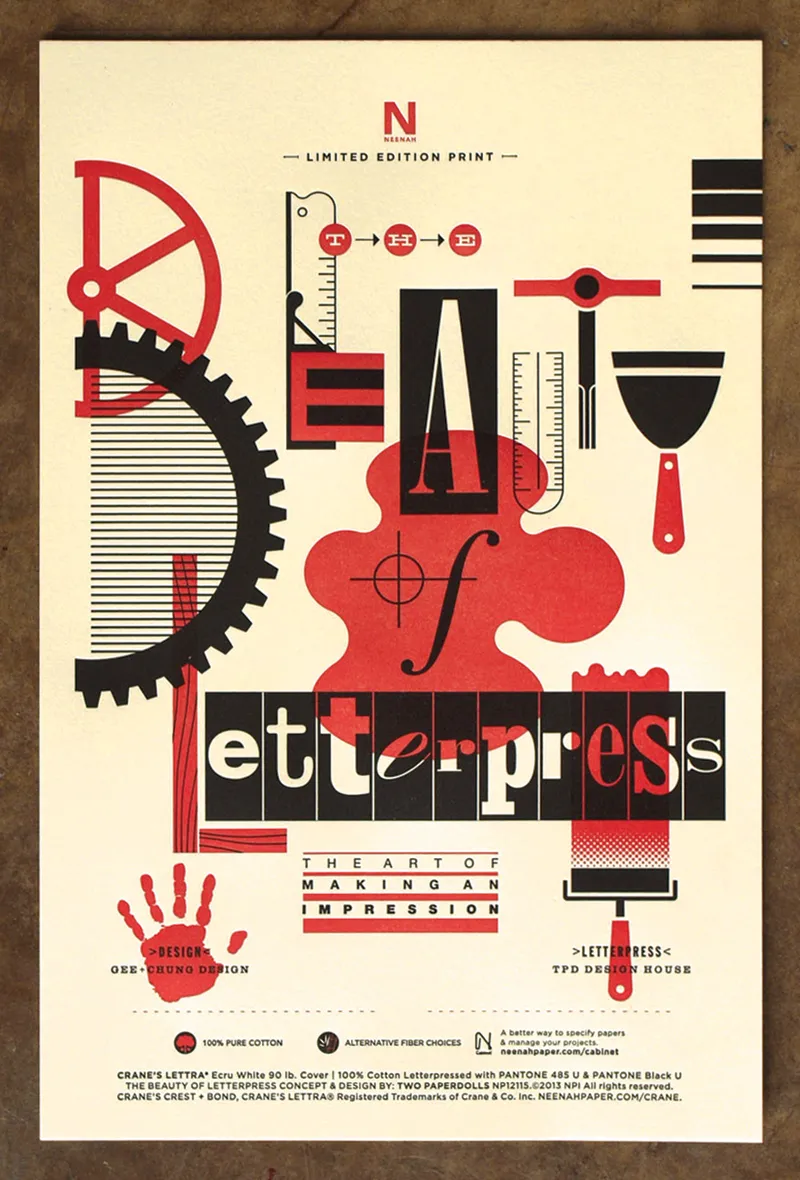 N
NEENAH
LIMITED EDITION PRINT
T H E
BEAUTY
of
Letterpress
THE ART OF
MAKING AN
IMPRESSION
>DESIGN<
GEE+CHUNG DESIGN
>LETTERPRESS<
TPD DESIGN HOUSE
100% PURE COTTON
ALTERNATIVE FIBER CHOICES
N
A better way to specify papers
& manage your projects.
neenahpaper.com/cabinet
CRANE'S LETTRA® Ecru White 90 lb. Cover | 100% Cotton Letterpressed with PANTONE 485 U & PANTONE Black U
THE BEAUTY OF LETTERPRESS CONCEPT & DESIGN BY: TWO PAPERDOLLS NP12115.©2013 NPI All rights reserved.
CRANE'S CREST + BOND, CRANE'S LETTRA® Registered Trademarks of Crane & Co. Inc. NEENAHPAPER.COM/CRANE.